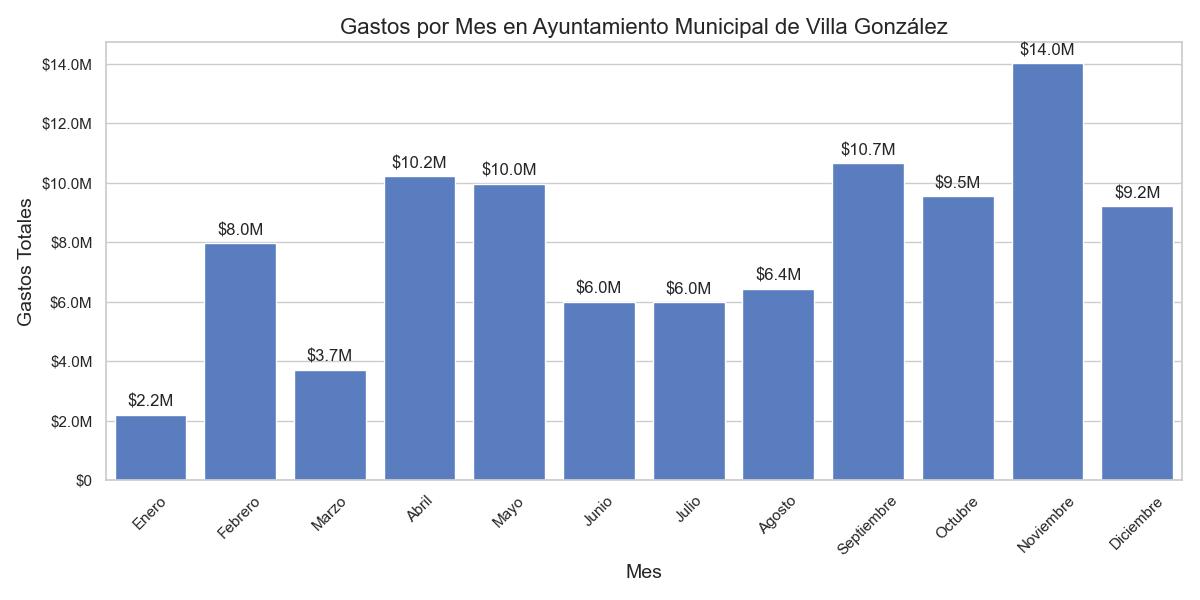 Gastos por Mes en Ayuntamiento Municipal de Villa González
Gastos Totales
$14.0M
$12.0M
$10.0M
$8.0M
$6.0M
$4.0M
$2.0M
$0
$2.2M
$8.0M
$3.7M
$10.2M
$10.0M
$6.0M
$6.0M
$6.4M
$10.7M
$9.5M
$14.0M
$9.2M
Enero
Febrero
Marzo
Abril
Mayo
Junio
Julio
Agosto
Septiembre
Octubre
Noviembre
Diciembre
Mes